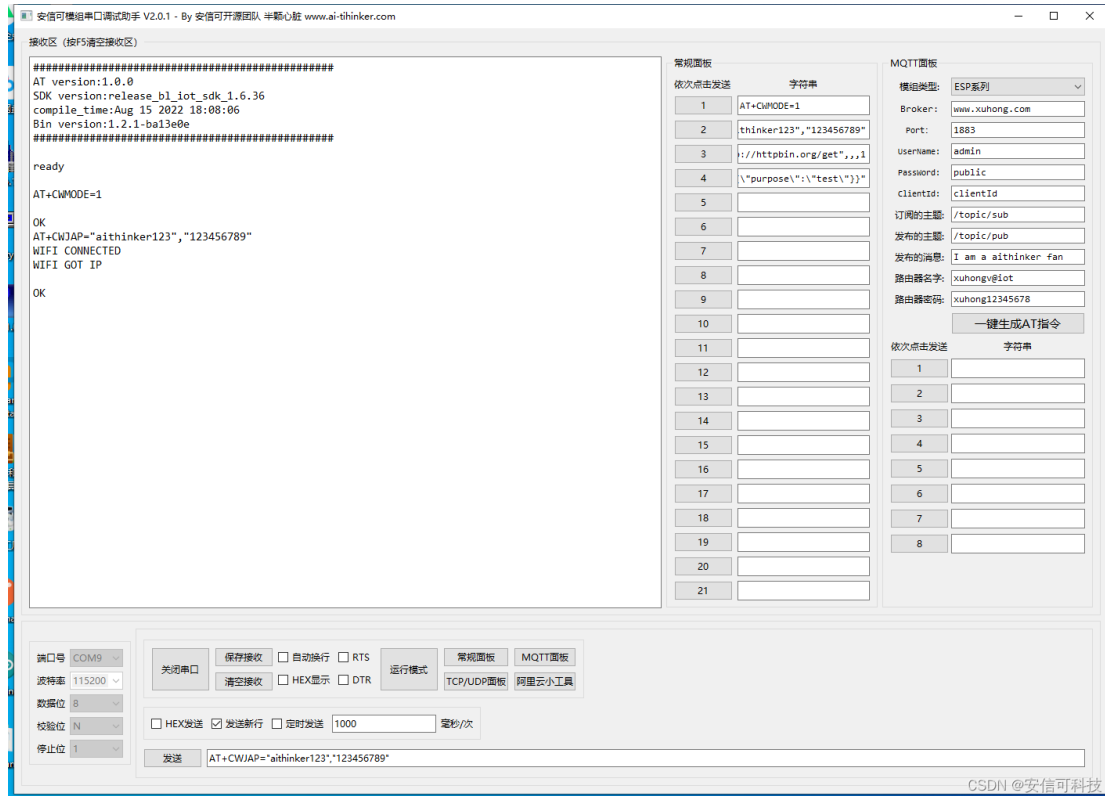 安信可模组串口调试助手 V2.0.1 - By 安信可开源团队 半颗心脏 www.ai-tihinker.com
接收区（按F5清空接收区）
################################################
AT version:1.0.0
SDK version:release_bl_iot_sdk_1.6.36
compile_time:Aug 15 2022 18:08:06
Bin version:1.2.1-ba13e0e
################################################
ready
AT+CWMODE=1
OK
AT+CWJAP="aithinker123","123456789"
WIFI CONNECTED
WIFI GOT IP
OK
常规面板
依次点击发送 字符串
1 AT+CWMODE=1
2 :thinker123","123456789"
3 ://httpbin.org/get",,,1
4 \"purpose\":\"test\"}}"
5
6
7
8
9
10
11
12
13
14
15
16
17
18
19
20
21
MQTT面板
模组类型: ESP系列
Broker: www.xuhong.com
Port: 1883
UserName: admin
PassWord: public
ClientId: clientId
订阅的主题: /topic/sub
发布的主题: /topic/pub
发布的消息: I am a aithinker fan
路由器名字: xuhongv@iot
路由器密码: xuhong12345678
一键生成AT指令
依次点击发送 字符串
1
2
3
4
5
6
7
8
端口号 COM9
波特率 115200
数据位 8
校验位 N
停止位 1
关闭串口 保存接收 自动换行 RTS 运行模式 常规面板 MQTT面板
清空接收 HEX显示 DTR TCP/UDP面板 阿里云小工具
HEX发送 发送新行 定时发送 1000 毫秒/次
发送 AT+CWJAP="aithinker123","123456789"
CSDN @安信可科技